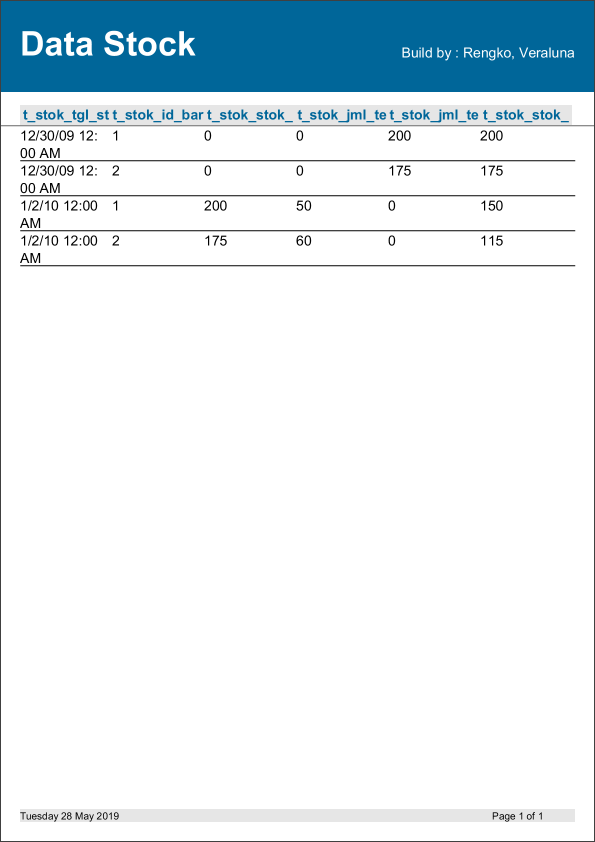 Data Stock
Build by : Rengko, Veraluna
t_stok_tgl_st t_stok_id_bar t_stok_stok_ t_stok_jml_te t_stok_jml_te t_stok_stok_
12/30/09 12: 1 0 0 200 200
00 AM
12/30/09 12: 2 0 0 175 175
00 AM
1/2/10 12:00 1 200 50 0 150
AM
1/2/10 12:00 2 175 60 0 115
AM
Tuesday 28 May 2019 Page 1 of 1